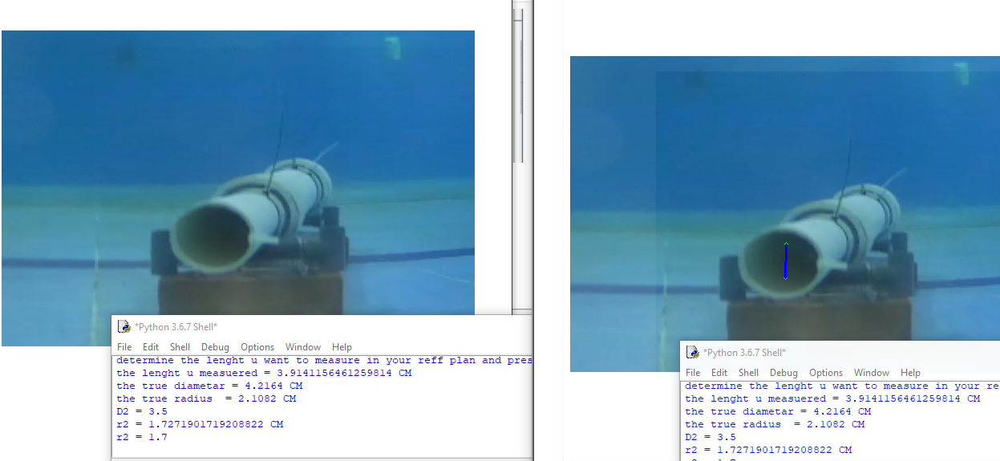 *Python 3.6.7 Shell*
File Edit Shell Debug Options Window Help
determine the lenght u want to measure in your reff plan and pres
the lenght u measuered = 3.9141156461259814 CM
the true diametar = 4.2164 CM
the true radius = 2.1082 CM
D2 = 3.5
r2 = 1.7271901719208822 CM
r2 = 1.7
*Python 3.6.7 Shell*
File Edit Shell Debug Options Window Help
determine the lenght u want to measure in your re
the lenght u measuered = 3.9141156461259814 CM
the true diametar = 4.2164 CM
the true radius = 2.1082 CM
D2 = 3.5
r2 = 1.7271901719208822 CM